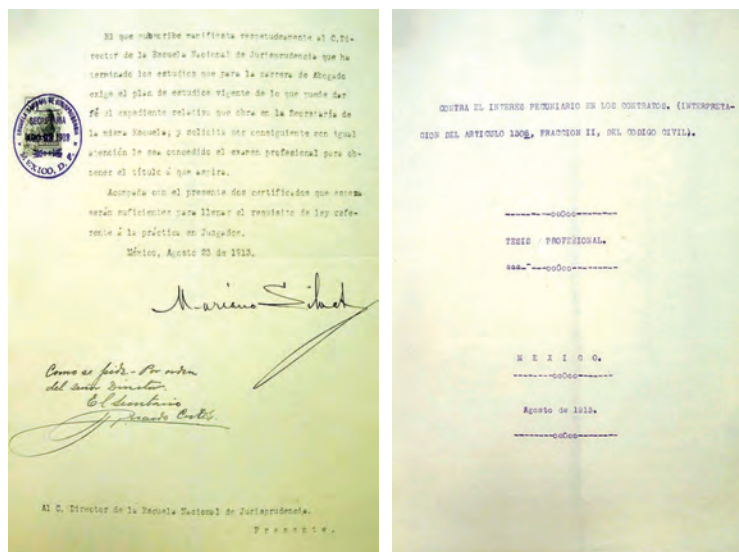 El que subscribe manifiesta respetuosamente al C. Di-
rector de la Escuela Nacional de Jurisprudencia que ha
terminado los estudios que para la carrera de Abogado
exige el plan de estudios vigente de lo que puede dar
fé el expediente relativo que obra en la Secretaría de
la misma Escuela, y solicita por consiguiente con igual
atención le sea concedido el examen profesional para ob-
tener el título á que aspira.
Acompaña con el presente dos certificados que espera
serán suficientes para llenar el requisito de ley refe-
rente á la práctica en Juzgados.
México, Agosto 23 de 1913.
Mariano
Como se pide - Por orden
del señor Director.
El Secretario
Cortés.
Al C. Director de la Escuela Nacional de Jurisprudencia.
Presente.
SECRETARIA
MEXICO, D. F.
CONTRA EL INTERES PECUNIARIO EN LOS CONTRATOS. (INTERPRETA-
CION DEL ARTICULO FRACCION II, DEL CODIGO CIVIL).
--------ooOoo--------
TESIS PROFESIONAL.
--------ooOoo--------
M E X I C O.
--------ooOoo--------
Agosto de 1913.
--------ooOoo--------